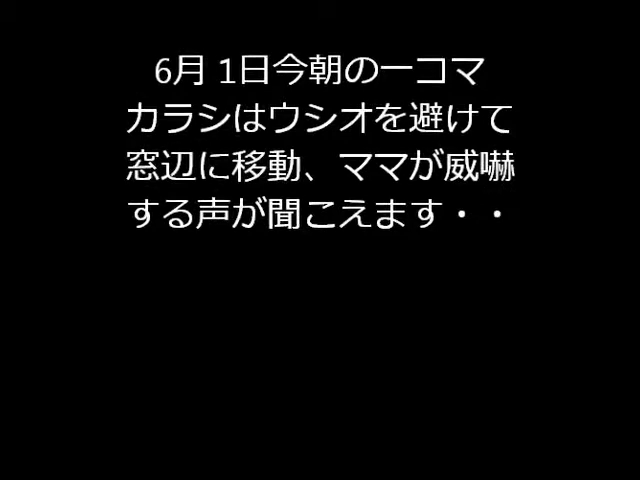 6月 1日今朝の一コマ
カラシはウシオを避けて
窓辺に移動、ママが威嚇
する声が聞こえます・・